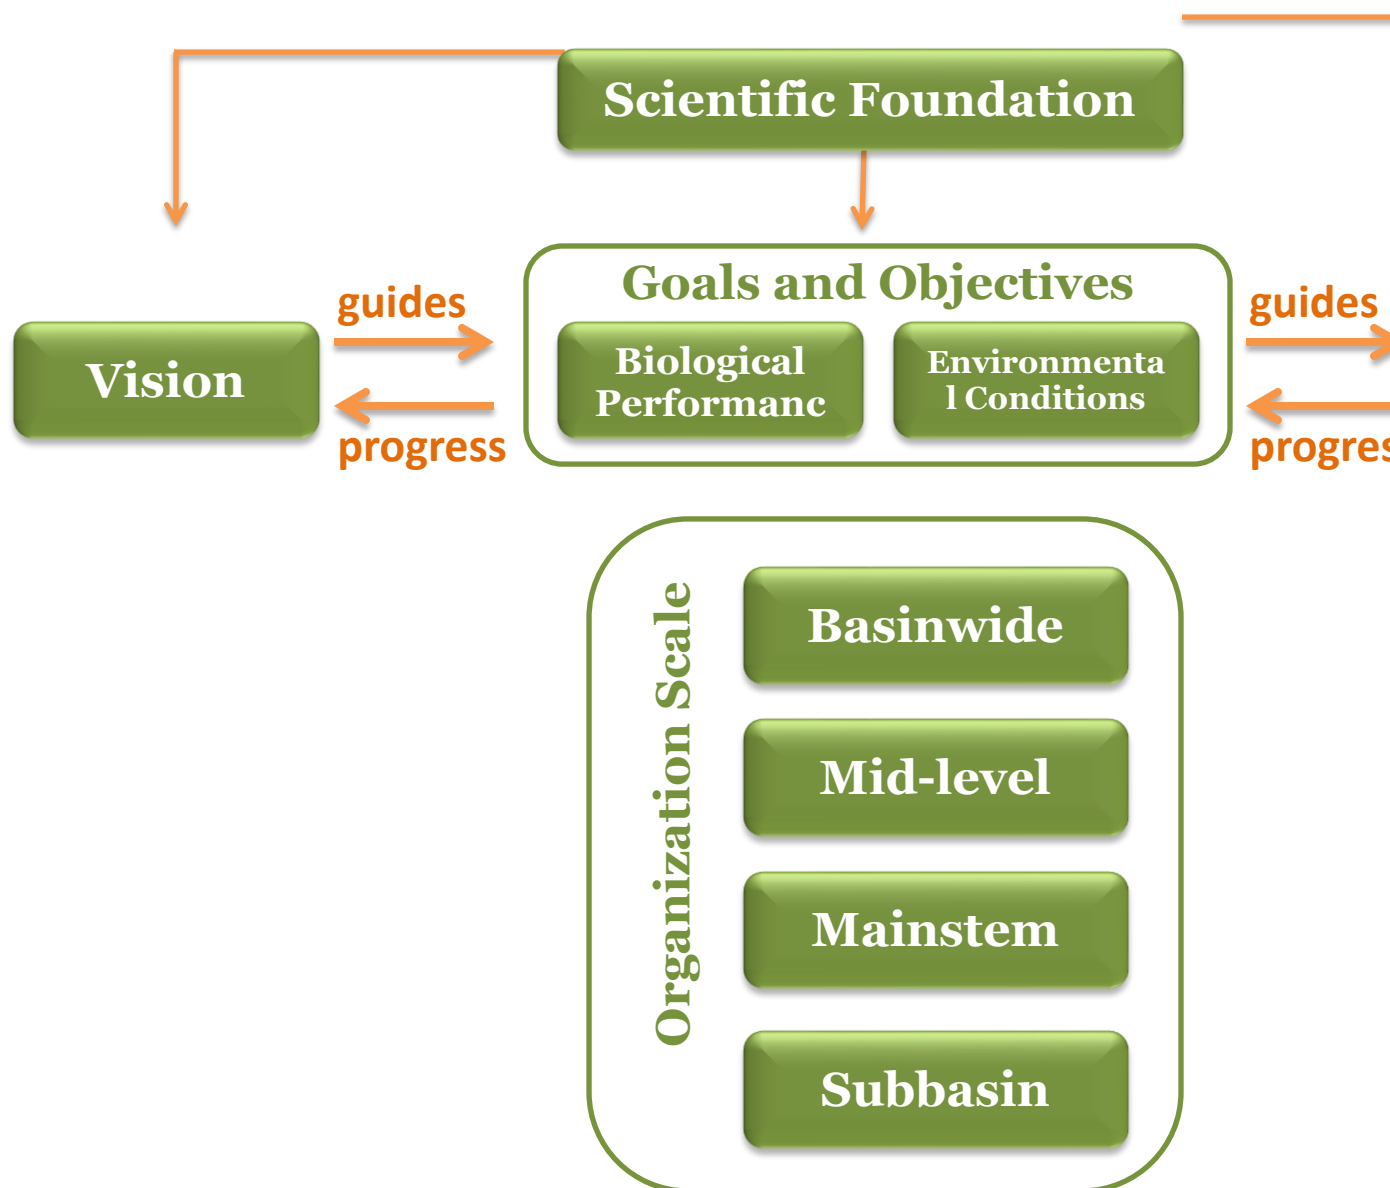 Scientific Foundation
Goals and Objectives
guides
guides
Vision
Biological
Performanc
Environmenta
l Conditions
progress
progres
Organization Scale
Basinwide
Mid-level
Mainstem
Subbasin